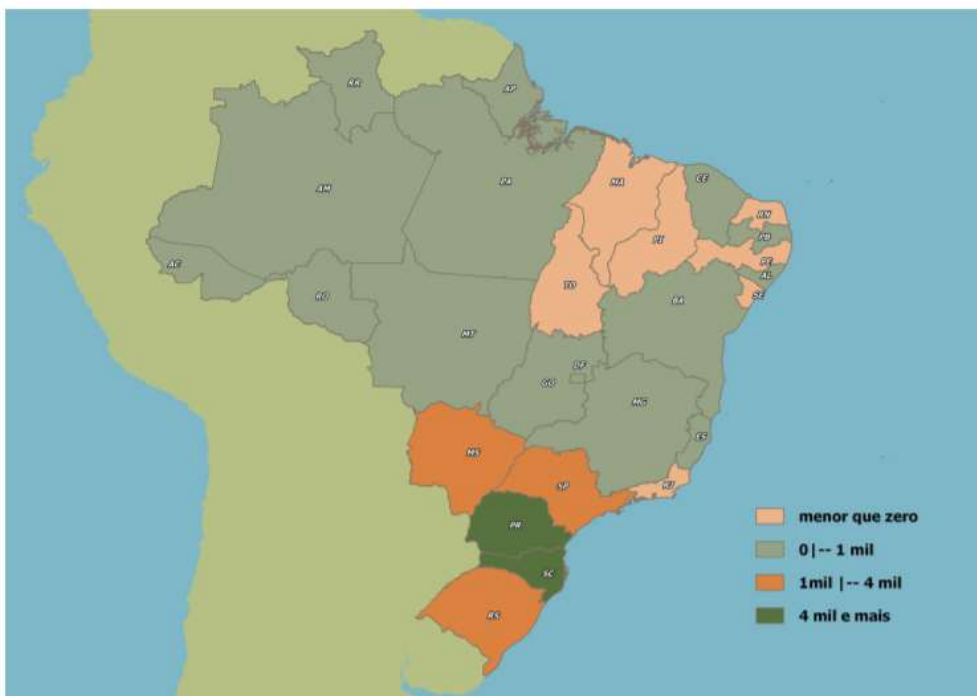 RR
AP
AM
PA
MA
CE
RN
PI
PB
PE
AL
AC
TO
SE
RO
BA
MT
DF
GO
MG
ES
MS
SP
RJ
PR
SC
RS
menor que zero
0|-- 1 mil
1mil |-- 4 mil
4 mil e mais